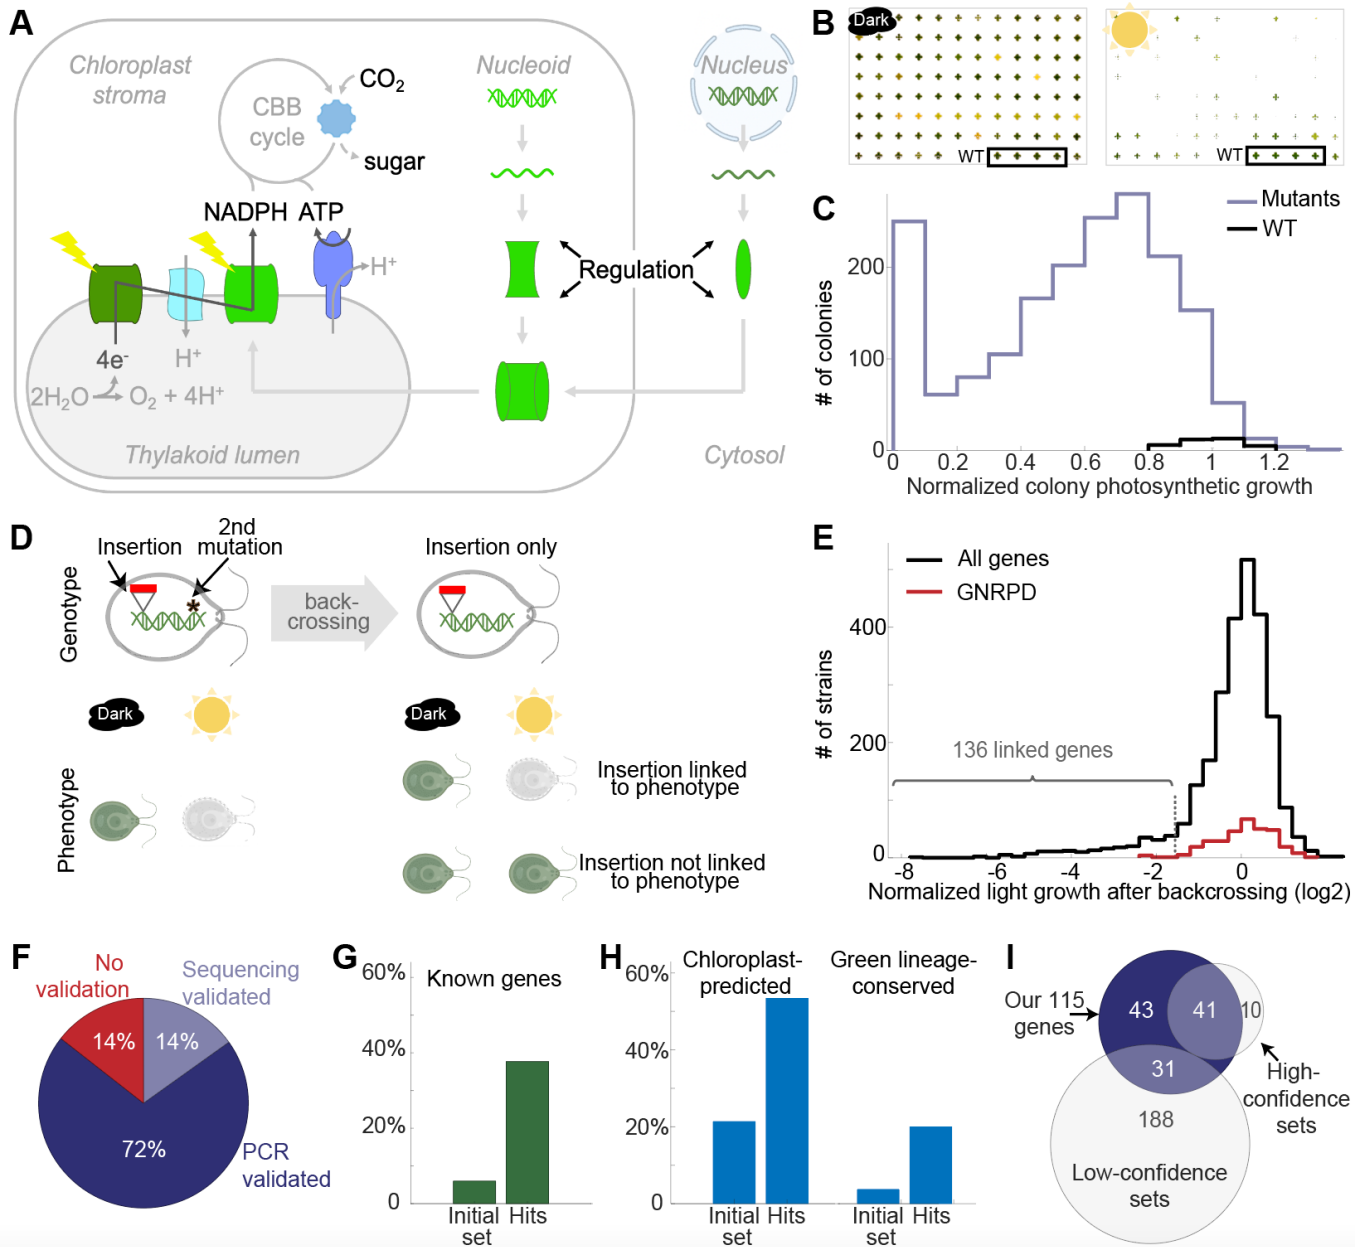 A
Chloroplast
stroma
CBB
cycle
CO2
sugar
NADPH ATP
H+
4e-
H+
2H2O
O2 + 4H+
Thylakoid lumen
Nucleoid
Nucleus
Regulation
Cytosol
B
Dark
WT
WT
C
Mutants
WT
# of colonies
200
100
0
0
0.2
0.4
0.6
0.8
1
1.2
Normalized colony photosynthetic growth
D
Genotype
Insertion
2nd
mutation
*
back-
crossing
Insertion only
Dark
Dark
Phenotype
Insertion linked
to phenotype
Insertion not linked
to phenotype
E
All genes
GNRPD
# of strains
400
200
0
136 linked genes
-8
-6
-4
-2
0
Normalized light growth after backcrossing (log2)
F
No
validation
Sequencing
validated
14%
14%
72%
PCR
validated
G
60%
40%
20%
0
Known genes
Initial
set
Hits
H
60%
40%
20%
0
Chloroplast-
predicted
Green lineage-
conserved
Initial
set
Hits
Initial
set
Hits
I
Our 115
genes
43
41
10
31
High-
confidence
sets
188
Low-confidence
sets